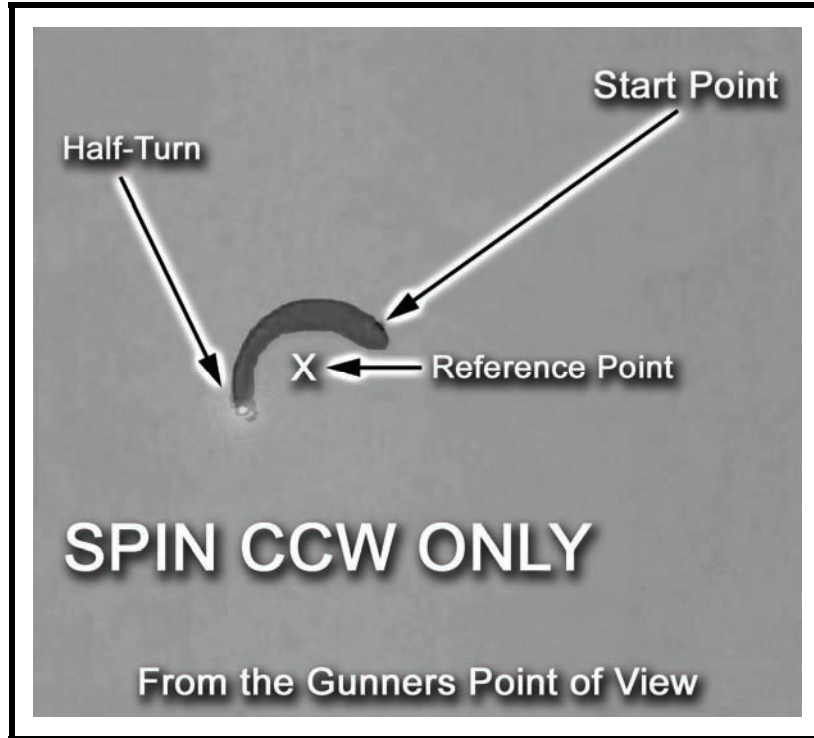 Start Point
Half-Turn
X
Reference Point
SPIN CCW ONLY
From the Gunners Point of View